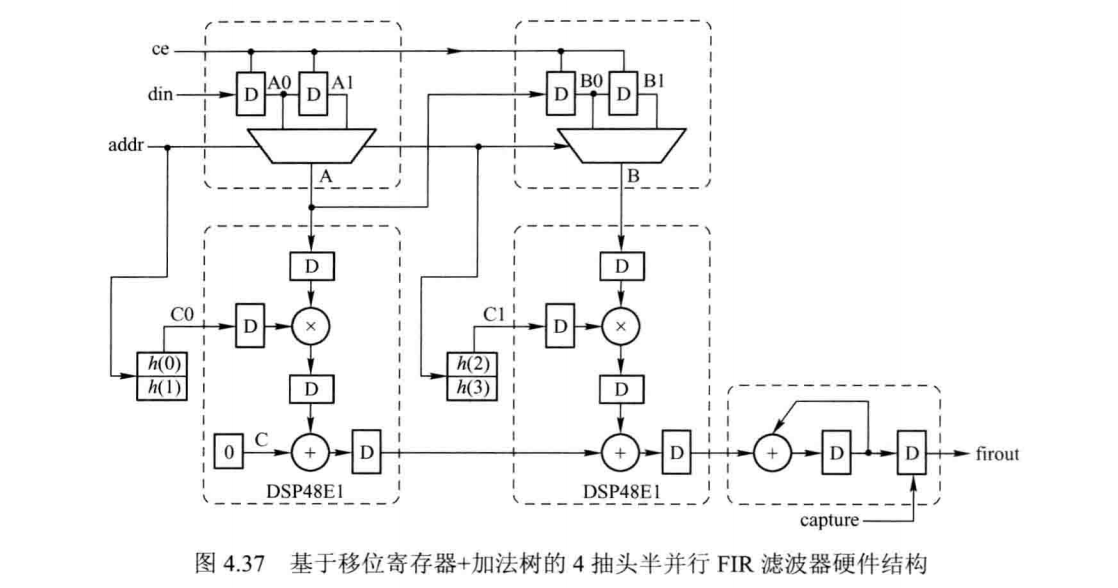 ce
D A0 D A1
D B0 D B1
din
addr
A
B
D
D
C0
D ×
C1
D ×
h(0)
h(1)
h(2)
h(3)
D
D
0 C + D
+ D
+ D D firout
DSP48E1
DSP48E1
capture
图 4.37 基于移位寄存器+加法树的 4 抽头半并行 FIR 滤波器硬件结构